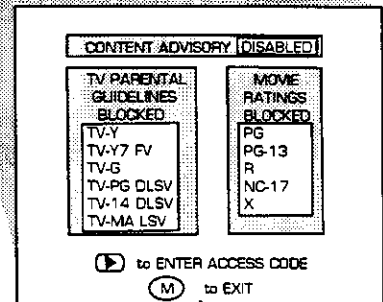 CONTENT ADVISORY DISABLED
TV PARENTAL
GUIDELINES
BLOCKED
TV-Y
TV-Y7 FV
TV-G
TV-PG DLSV
TV-14 DLSV
TV-MA LSV
MOVIE
RATINGS
BLOCKED
PG
PG-13
R
NC-17
X
to ENTER ACCESS CODE
M to EXIT